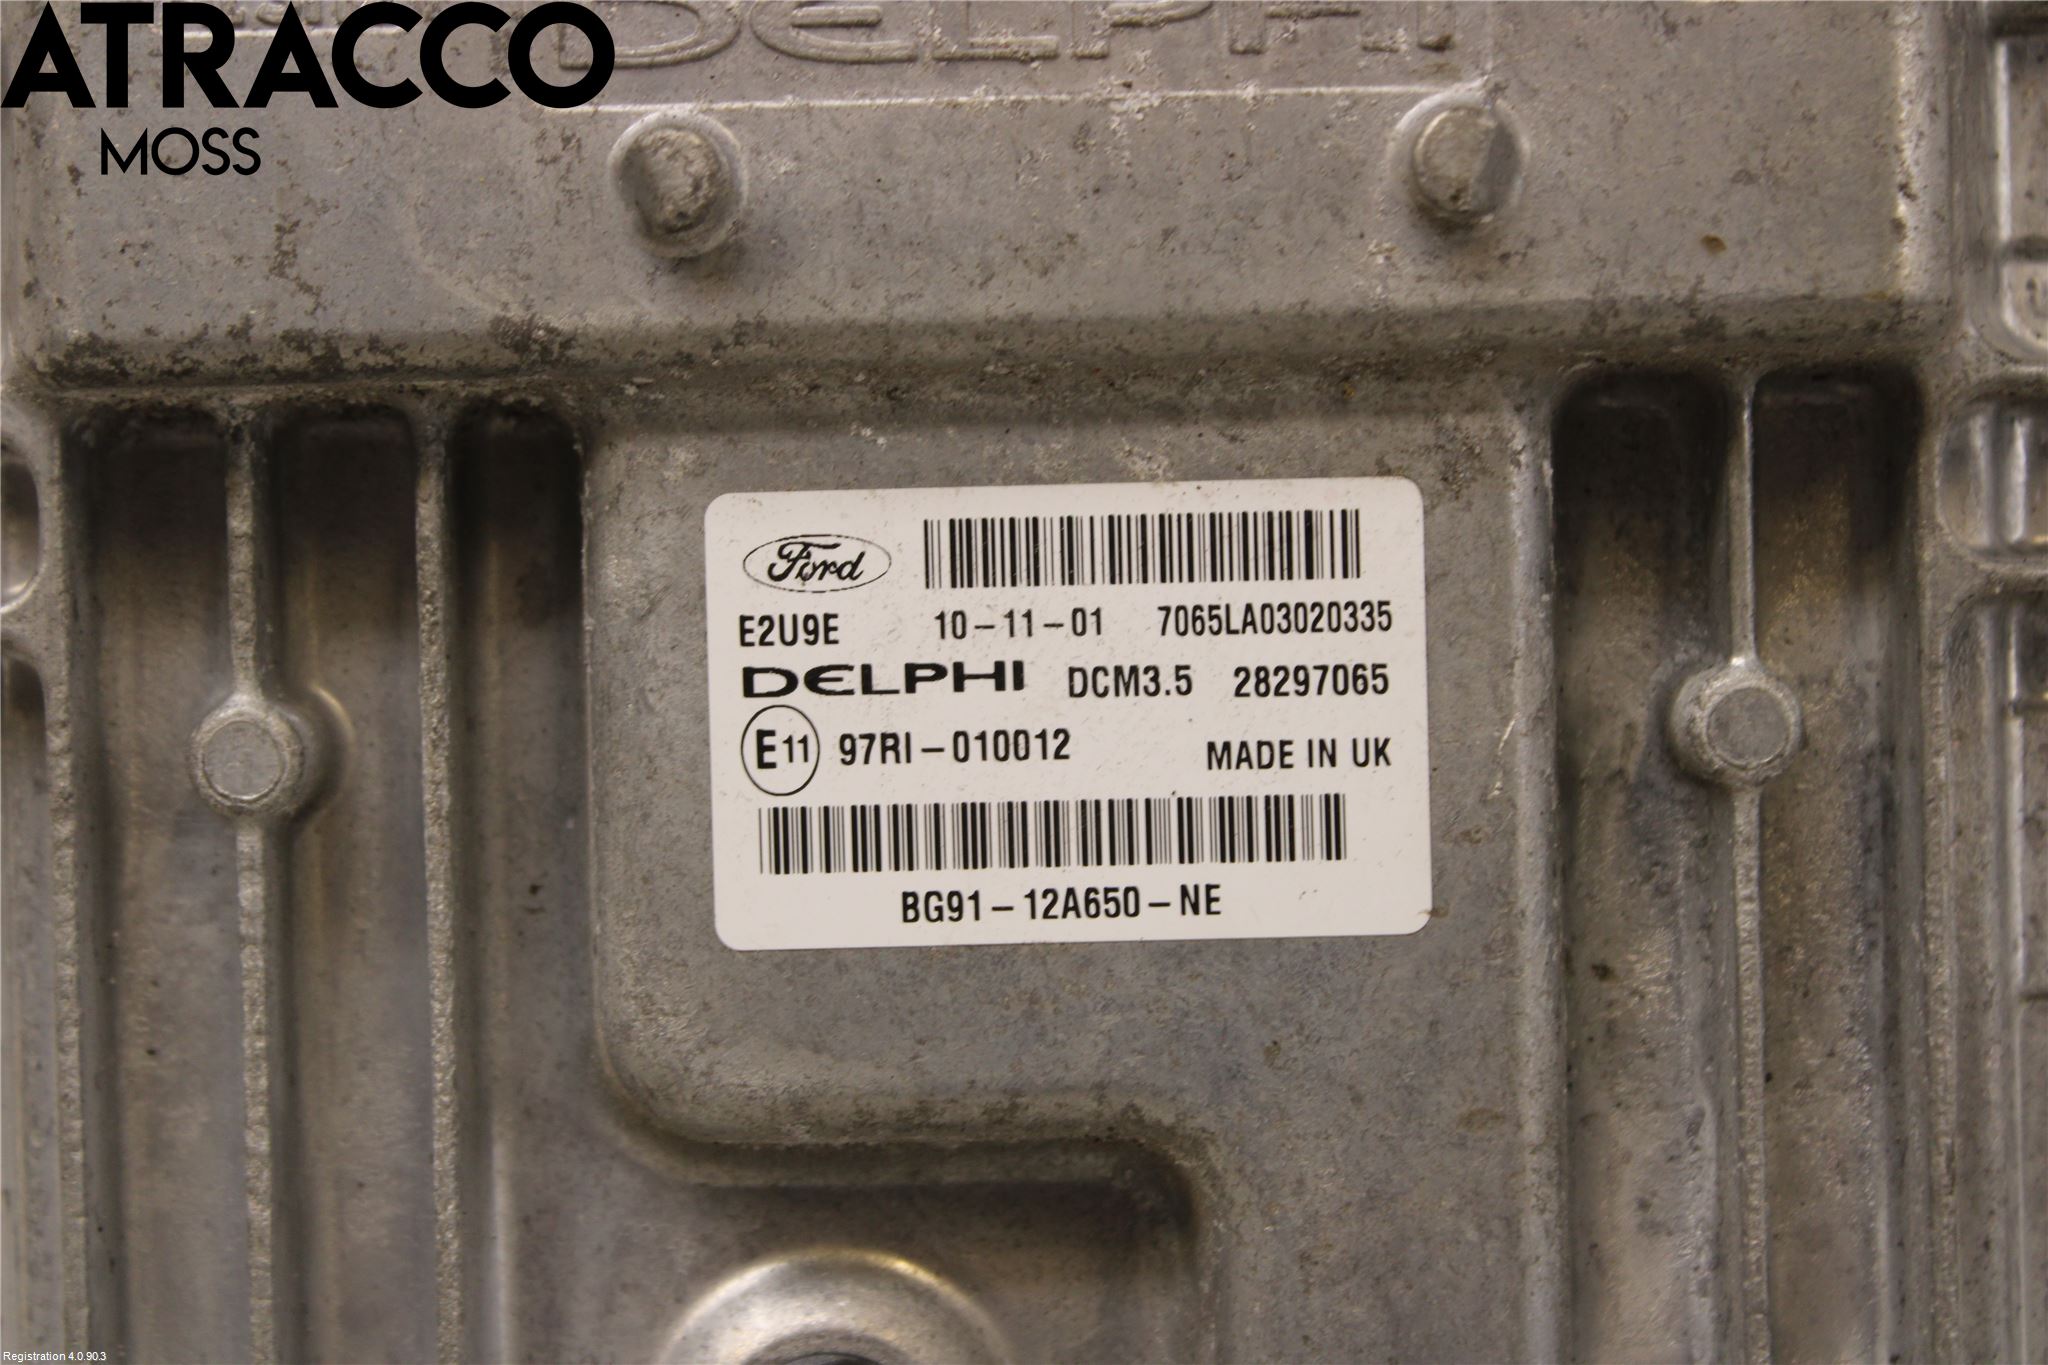 ATRACCO
MOSS
DELPHI
Ford
E2U9E 10-11-01 7065LA03020335
DELPHI DCM3.5 28297065
E11 97RI-010012 MADE IN UK
BG91-12A650-NE
Registration 4.0.90.3